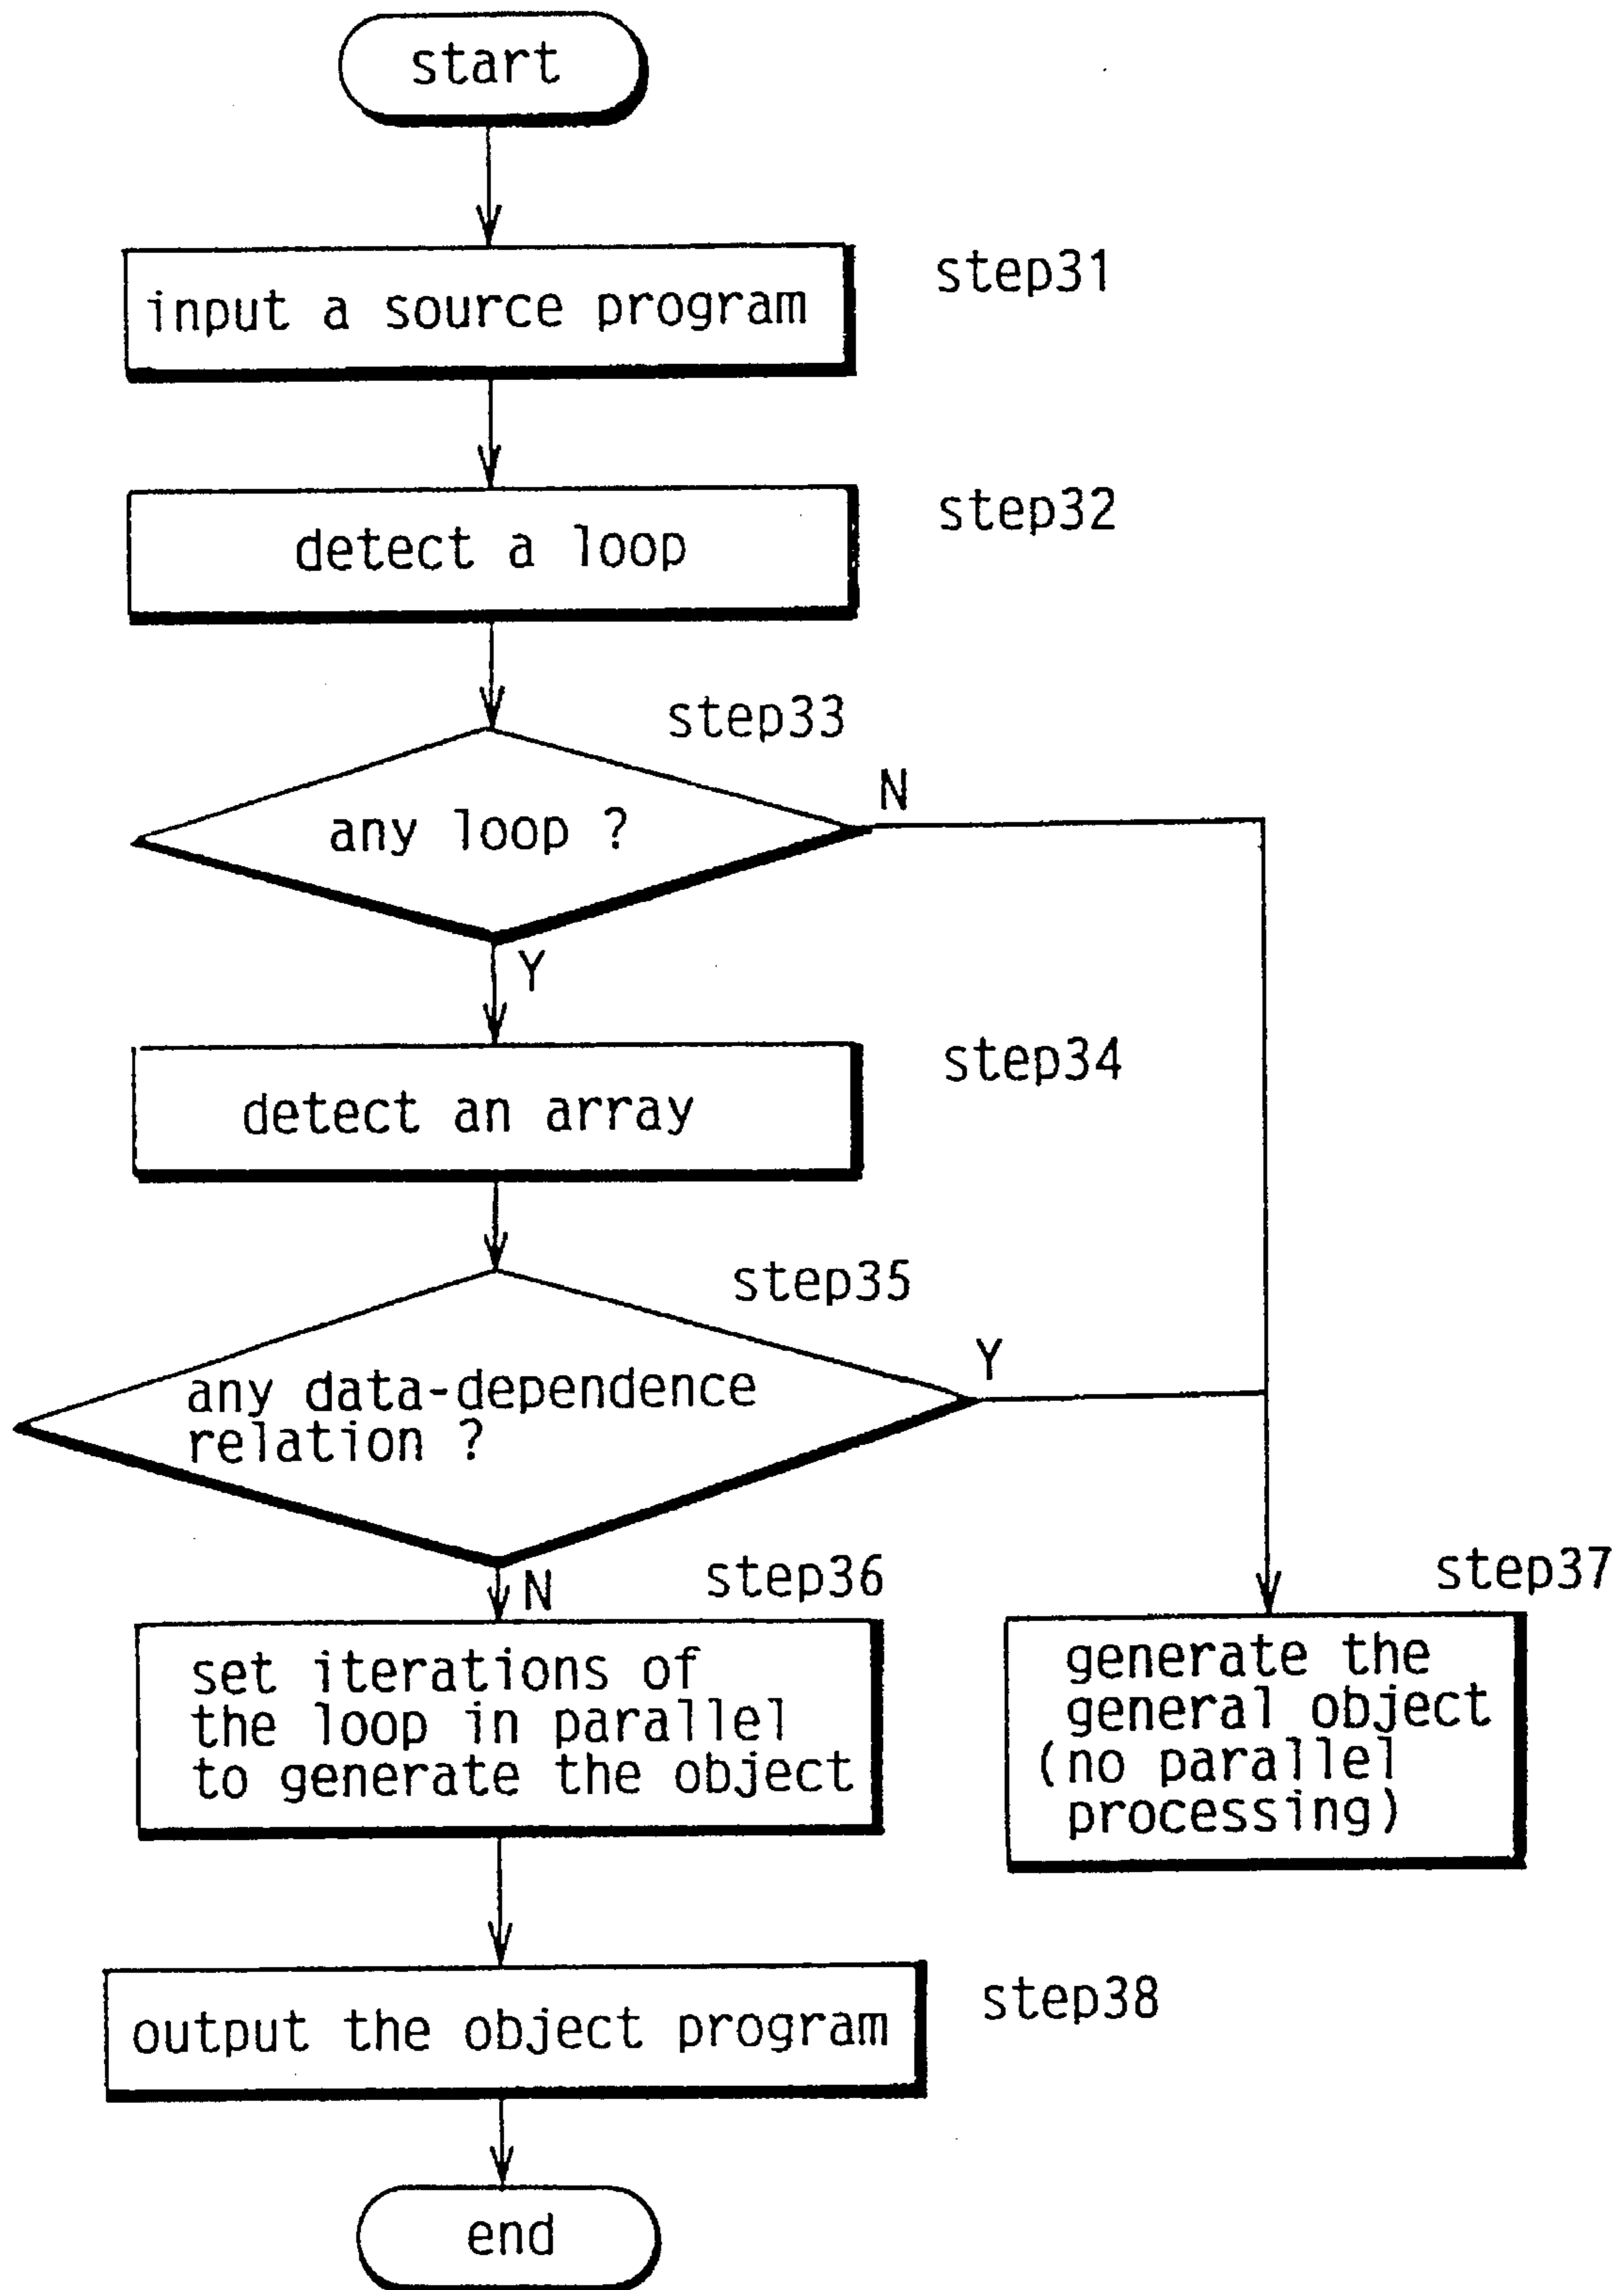 start
input a source program
step31
detect a loop
step32
step33
any loop ?
N
Y
detect an array
step34
step35
any data-dependence
relation ?
Y
N
step36
set iterations of
the loop in parallel
to generate the object
step37
generate the
general object
(no parallel
processing)
output the object program
step38
end